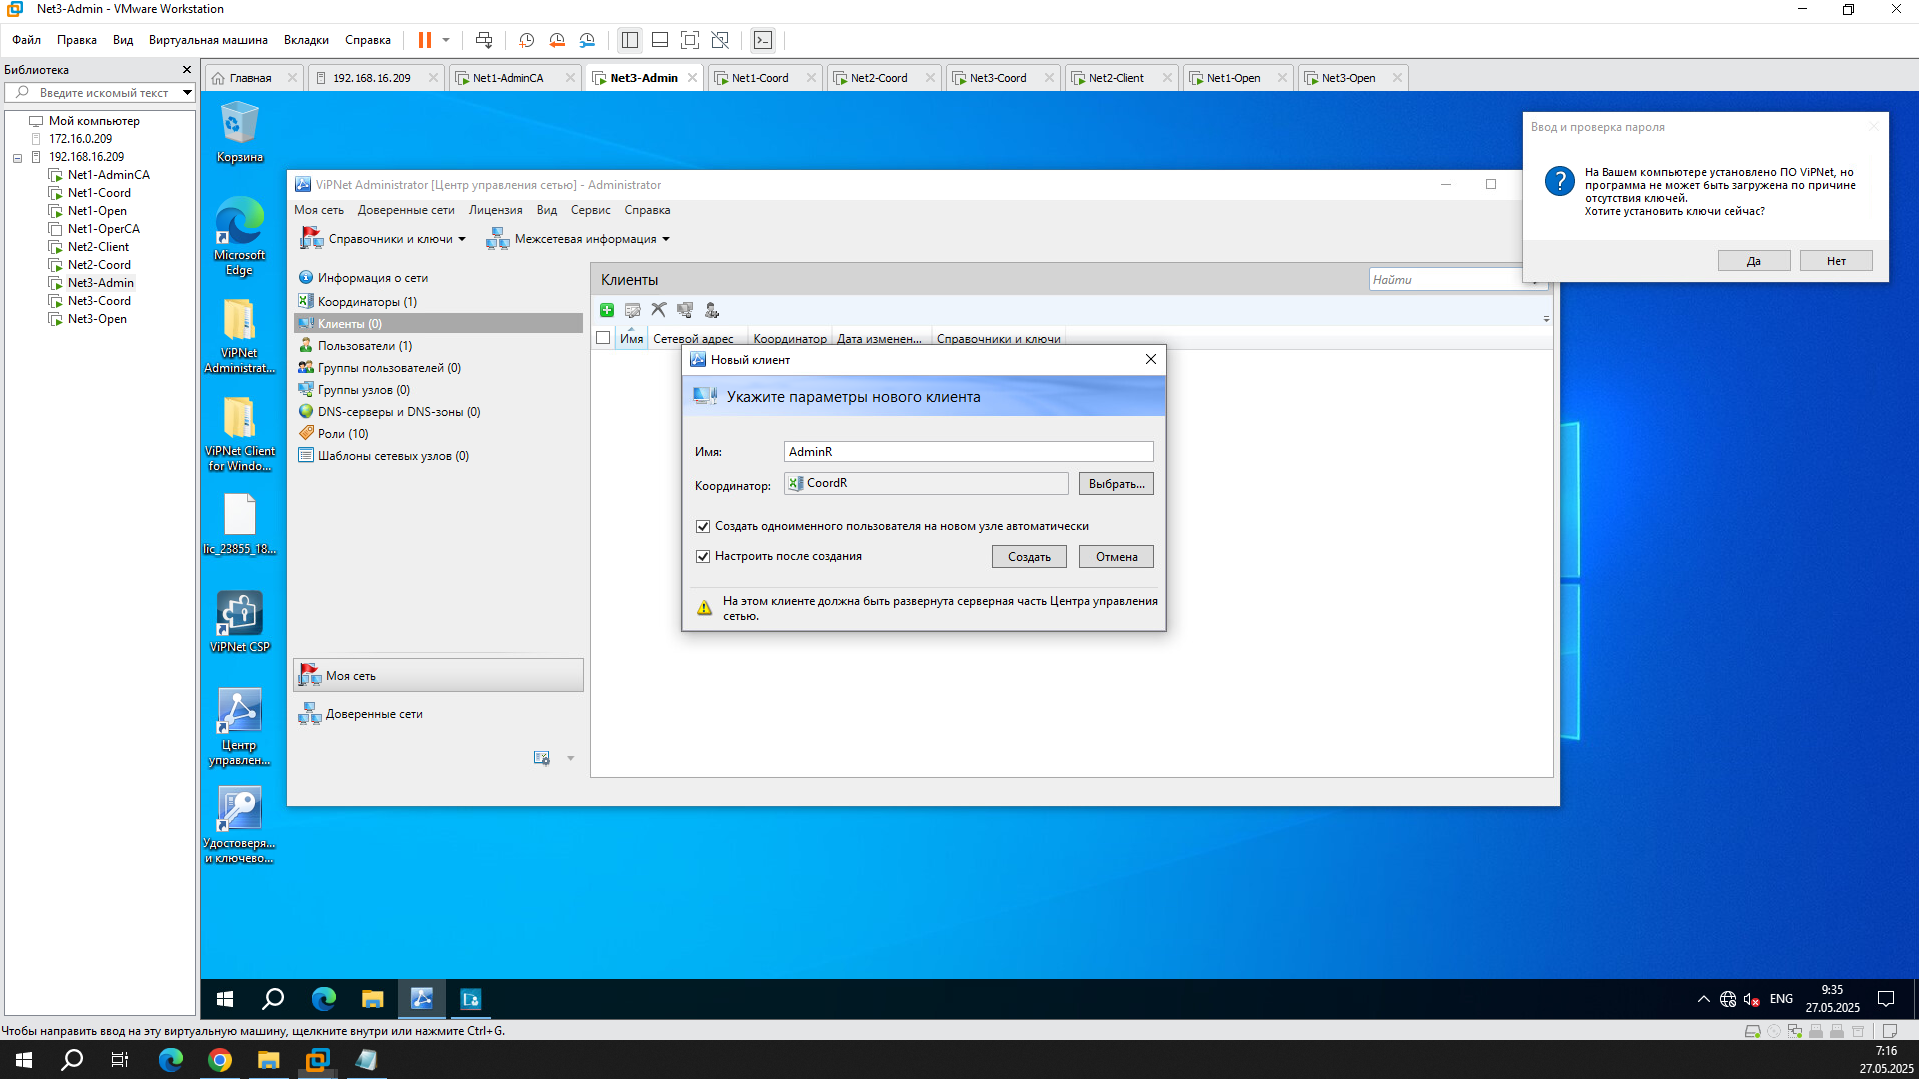 Net3-Admin - VMware Workstation
Файл Правка Вид Виртуальная машина Вкладки Справка
Библиотека
Введите искомый текст
Мой компьютер
172.16.0.209
192.168.16.209
Net1-AdminCA
Net1-Coord
Net1-Open
Net1-OperCA
Net2-Client
Net2-Coord
Net3-Admin
Net3-Coord
Net3-Open
Главная 192.168.16.209 Net1-AdminCA Net3-Admin Net1-Coord Net2-Coord Net3-Coord Net2-Client Net1-Open Net3-Open
Корзина
Microsoft
Edge
ViPNet
Administrat...
ViPNet Client
for Windo...
lic_23855_18...
ViPNet CSP
Центр
управлен...
Удостоверя...
и ключево...
ViPNet Administrator [Центр управления сетью] - Administrator
Моя сеть Доверенные сети Лицензия Вид Сервис Справка
Справочники и ключи Межсетевая информация
Информация о сети
Координаторы (1)
Клиенты (0)
Пользователи (1)
Группы пользователей (0)
Группы узлов (0)
DNS-серверы и DNS-зоны (0)
Роли (10)
Шаблоны сетевых узлов (0)
Моя сеть
Доверенные сети
Клиенты
Найти
Имя Сетевой адрес Координатор Дата изменен... Справочники и ключи
Новый клиент
Укажите параметры нового клиента
Имя: AdminR
Координатор: CoordR Выбрать...
Создать одноименного пользователя на новом узле автоматически
Настроить после создания Создать Отмена
На этом клиенте должна быть развернута серверная часть Центра управления
сетью.
Ввод и проверка пароля
На Вашем компьютере установлено ПО ViPNet, но
программа не может быть загружена по причине
отсутствия ключей.
Хотите установить ключи сейчас?
Да Нет
ENG
9:35
27.05.2025
Чтобы направить ввод на эту виртуальную машину, щелкните внутри или нажмите Ctrl+G.
7:16
27.05.2025